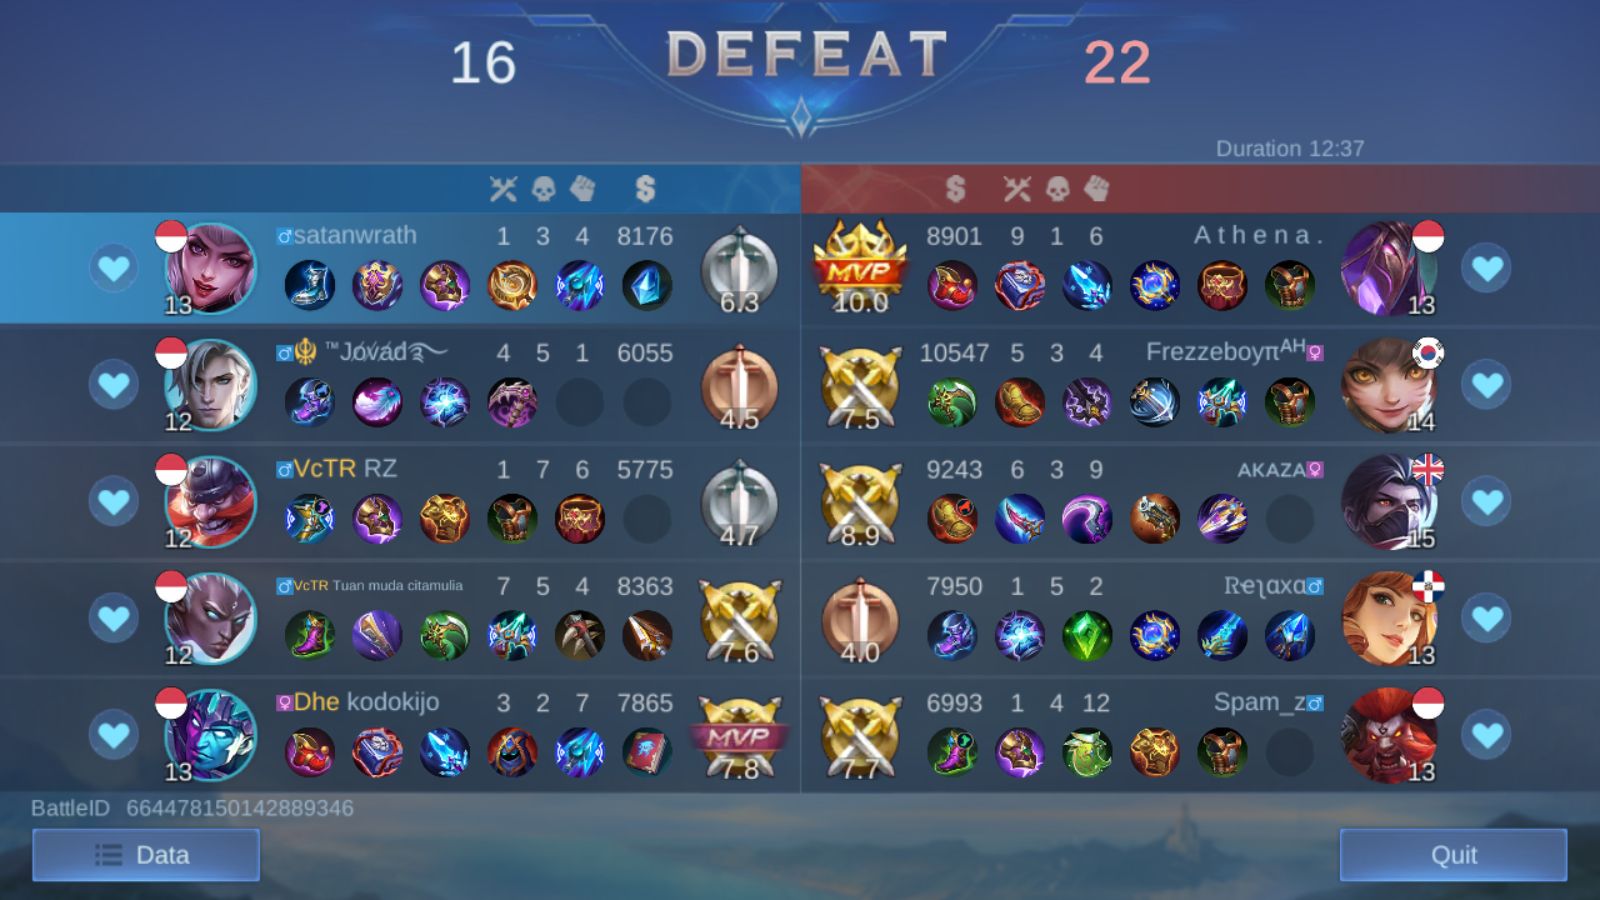 16 DEFEAT 22
Duration 12:37
satanwrath 1 3 4 8176
13 6.3
MVP 8901 9 1 6 Athena.
10.0 13
™Jovad 4 5 1 6055
12 4.5
10547 5 3 4 FrezzeboyπAH
7.5 14
VcTR RZ 1 7 6 5775
12 4.7
9243 6 3 9 AKAZA
8.9 15
VcTR Tuan muda citamulia 7 5 4 8363
12 7.6
7950 1 5 2 Relaxa
4.0 13
Dhe kodokijo 3 2 7 7865 MVP
13 7.8
6993 1 4 12 Spam_z
7.7 13
BattleID 664478150142889346
Data Quit